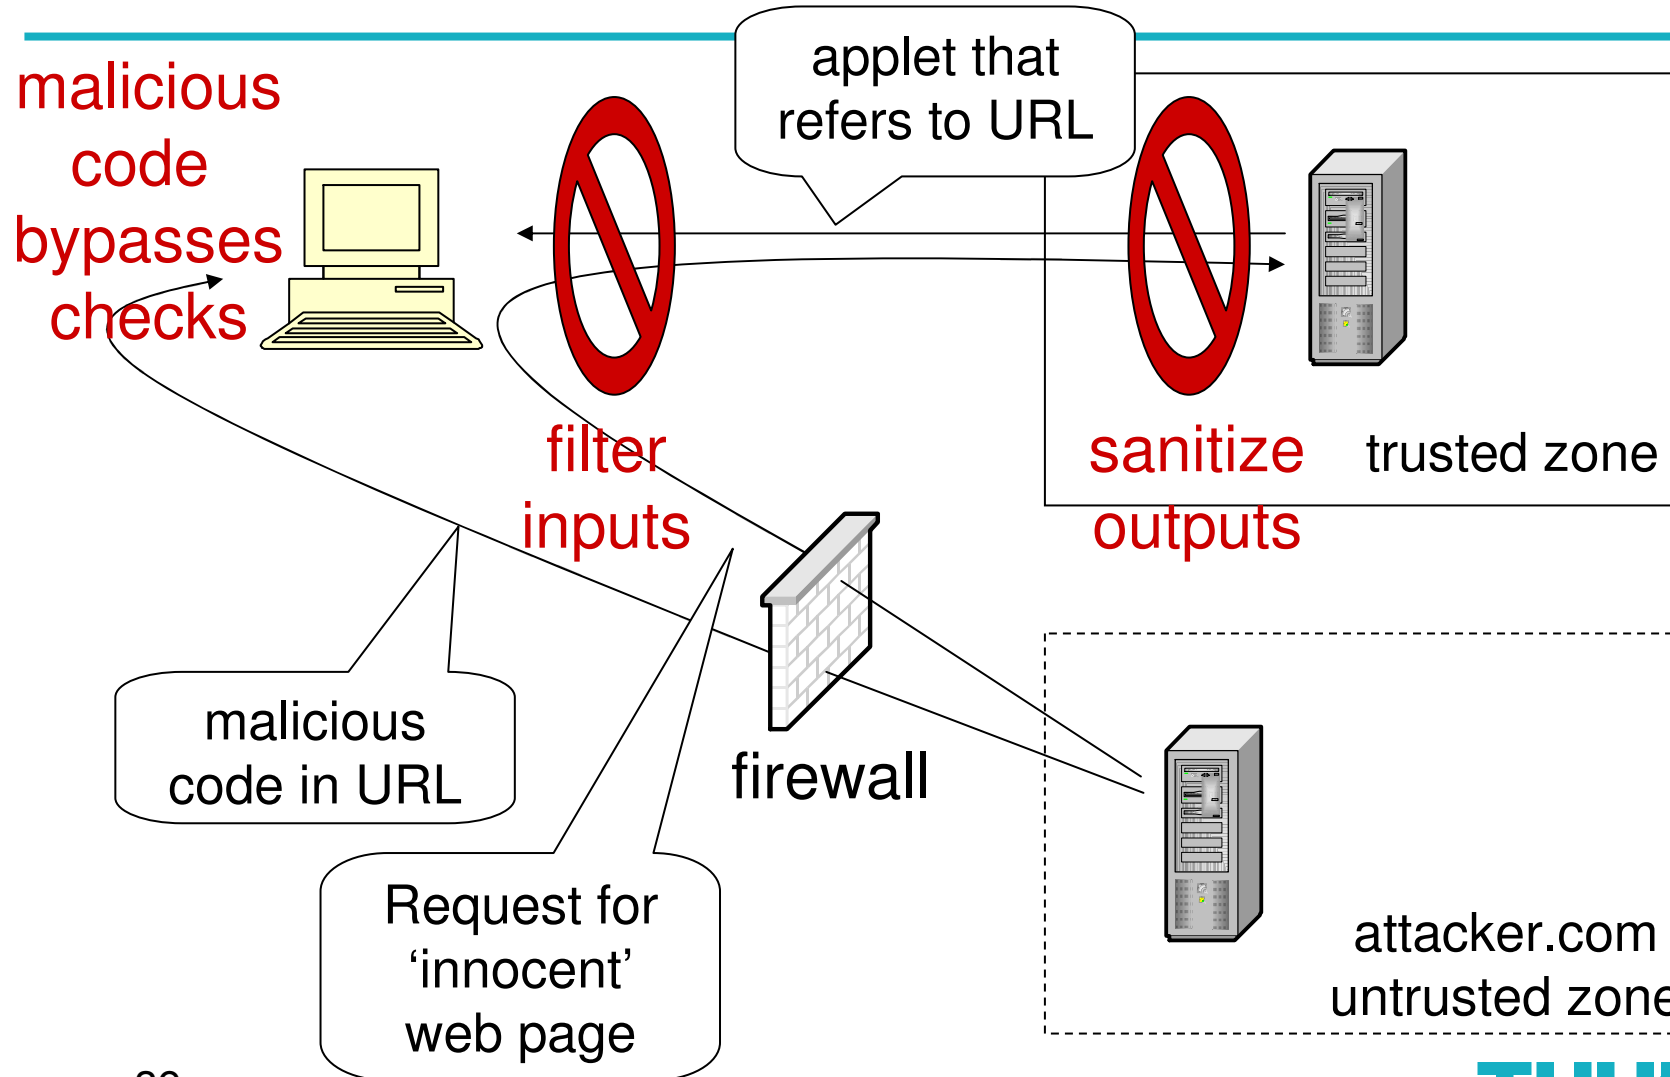 applet that
refers to URL
malicious
code
bypasses
checks
filter
inputs
sanitize
outputs
trusted zone
malicious
code in URL
firewall
Request for
‘innocent’
web page
attacker.com
untrusted zone